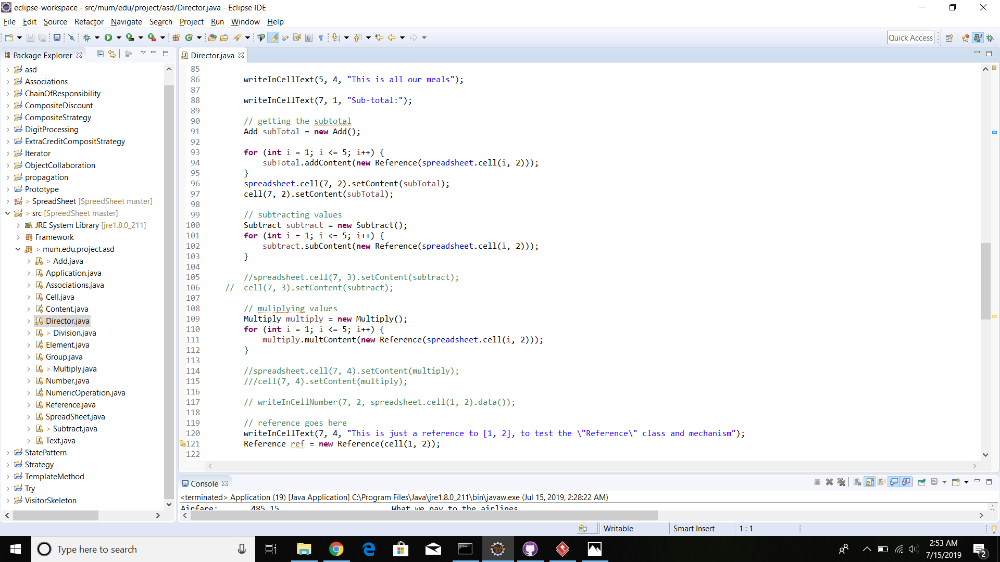 eclipse-workspace - src/mum/edu/project/asd/Director.java - Eclipse IDE
File Edit Source Refactor Navigate Search Project Run Window Help
Quick Access
Package Explorer
asd
Associations
ChainOfResponsibility
CompositeDiscount
CompositeStrategy
DigitProcessing
ExtraCreditCompositStrategy
Iterator
ObjectCollaboration
propagation
Prototype
> SpreadSheet [SpreedSheet master]
> src [SpreedSheet master]
JRE System Library [jre1.8.0_211]
Framework
> mum.edu.project.asd
> Add.java
Application.java
Associations.java
Cell.java
Content.java
Director.java
> Division.java
Element.java
Group.java
> Multiply.java
Number.java
NumericOperation.java
Reference.java
SpreadSheet.java
> Subtract.java
Text.java
StatePattern
Strategy
TemplateMethod
Try
VisitorSkeleton
Director.java
85
86 writeInCellText(5, 4, "This is all our meals");
87
88 writeInCellText(7, 1, "Sub-total:");
89
90 // getting the subtotal
91 Add subTotal = new Add();
92
93 for (int i = 1; i <= 5; i++) {
94 subTotal.addContent(new Reference(spreadsheet.cell(i, 2)));
95 }
96 spreadsheet.cell(7, 2).setContent(subTotal);
97 cell(7, 2).setContent(subTotal);
98
99 // subtracting values
100 Subtract subtract = new Subtract();
101 for (int i = 1; i <= 5; i++) {
102 subtract.subContent(new Reference(spreadsheet.cell(i, 2)));
103 }
104
105 //spreadsheet.cell(7, 3).setContent(subtract);
106 // cell(7, 3).setContent(subtract);
107
108 // muliplying values
109 Multiply multiply = new Multiply();
110 for (int i = 1; i <= 5; i++) {
111 multiply.multContent(new Reference(spreadsheet.cell(i, 2)));
112 }
113
114 //spreadsheet.cell(7, 4).setContent(multiply);
115 ///cell(7, 4).setContent(multiply);
116
117 // writeInCellNumber(7, 2, spreadsheet.cell(1, 2).data());
118
119 // reference goes here
120 writeInCellText(7, 4, "This is just a reference to [1, 2], to test the \"Reference\" class and mechanism");
121 Reference ref = new Reference(cell(1, 2));
122
Console
<terminated> Application (19) [Java Application] C:\Program Files\Java\jre1.8.0_211\bin\javaw.exe (Jul 15, 2019, 2:28:22 AM)
Airfare: 485.15 What we pay to the airlines
Writable Smart Insert 1 : 1
Type here to search
2:53 AM
7/15/2019
2